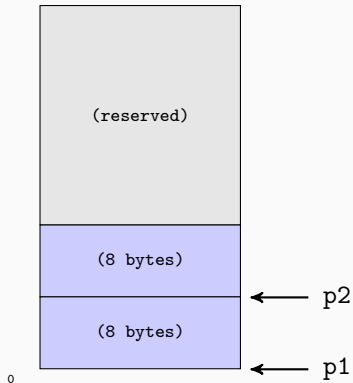 (reserved)
(8 bytes)
p2
(8 bytes)
p1
0